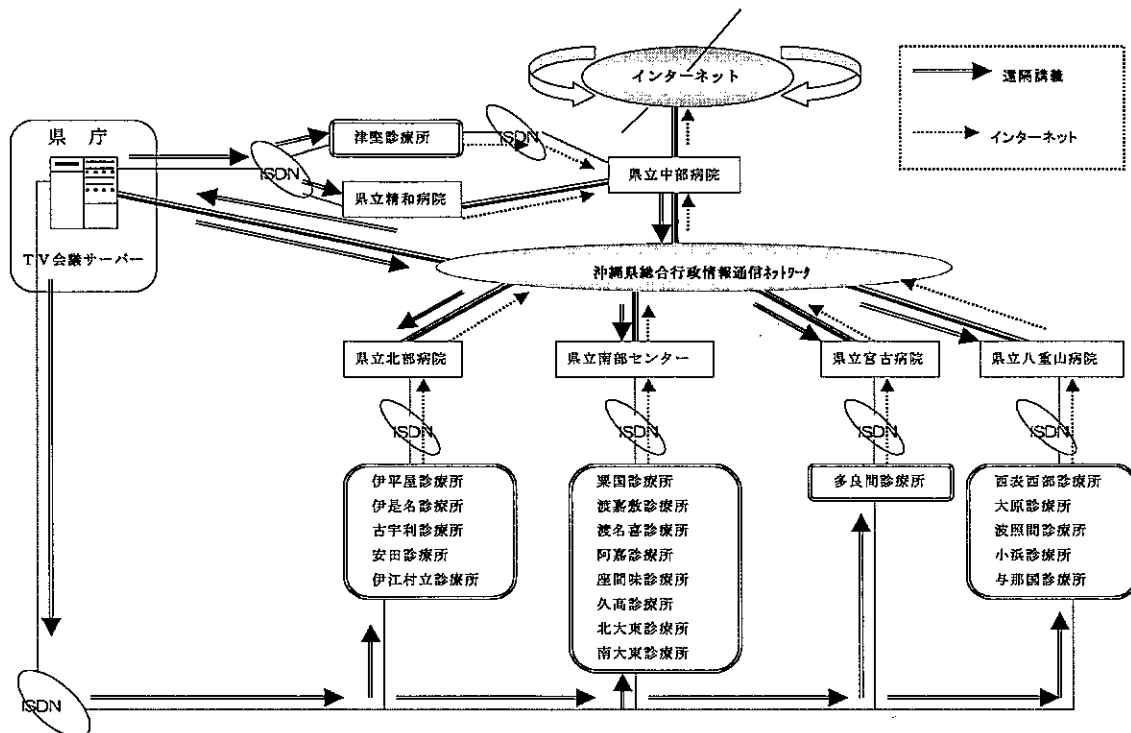 インターネット
遠隔講義
インターネット
県 庁
TV会議サーバー
ISDN
津堅診療所
ISDN
県立精和病院
県立中部病院
沖縄県総合行政情報通信ネットワーク
県立北部病院
県立南部センター
県立宮古病院
県立八重山病院
ISDN
ISDN
ISDN
ISDN
伊平屋診療所
伊是名診療所
古宇利診療所
安田診療所
伊江村立診療所
粟国診療所
渡嘉敷診療所
渡名喜診療所
阿嘉診療所
座間味診療所
久高診療所
北大東診療所
南大東診療所
多良間診療所
西表西部診療所
大原診療所
波照間診療所
小浜診療所
与那国診療所
ISDN